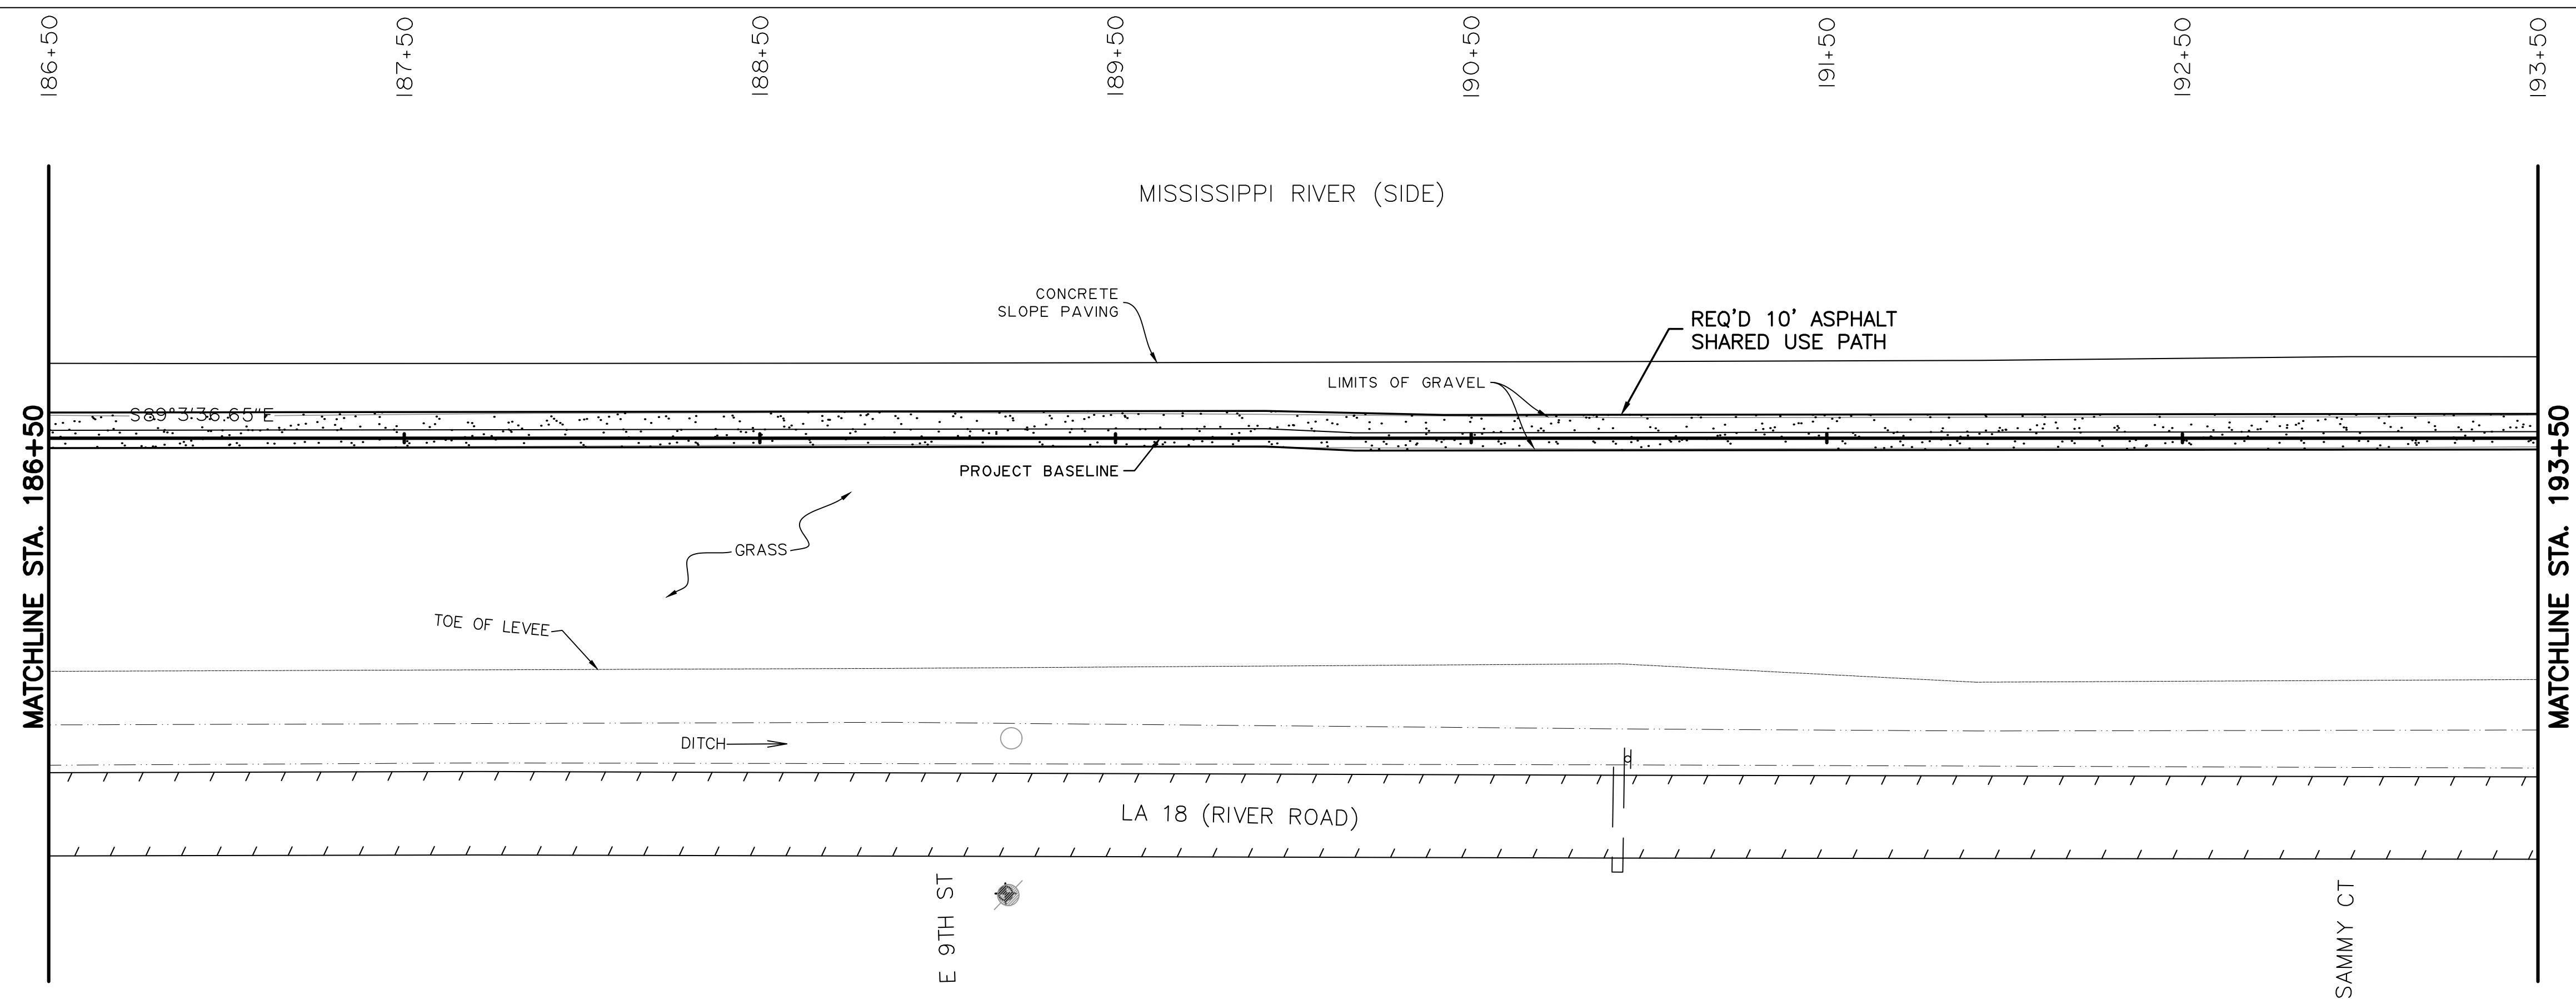 186+50
187+50
188+50
189+50
190+50
191+50
192+50
193+50
MISSISSIPPI RIVER (SIDE)
CONCRETE
SLOPE PAVING
REQ'D 10' ASPHALT
SHARED USE PATH
LIMITS OF GRAVEL
S89°3'36.65"E
PROJECT BASELINE
GRASS
TOE OF LEVEE
DITCH
LA 18 (RIVER ROAD)
E 9TH ST
SAMMY CT
MATCHLINE STA. 186+50
MATCHLINE STA. 193+50